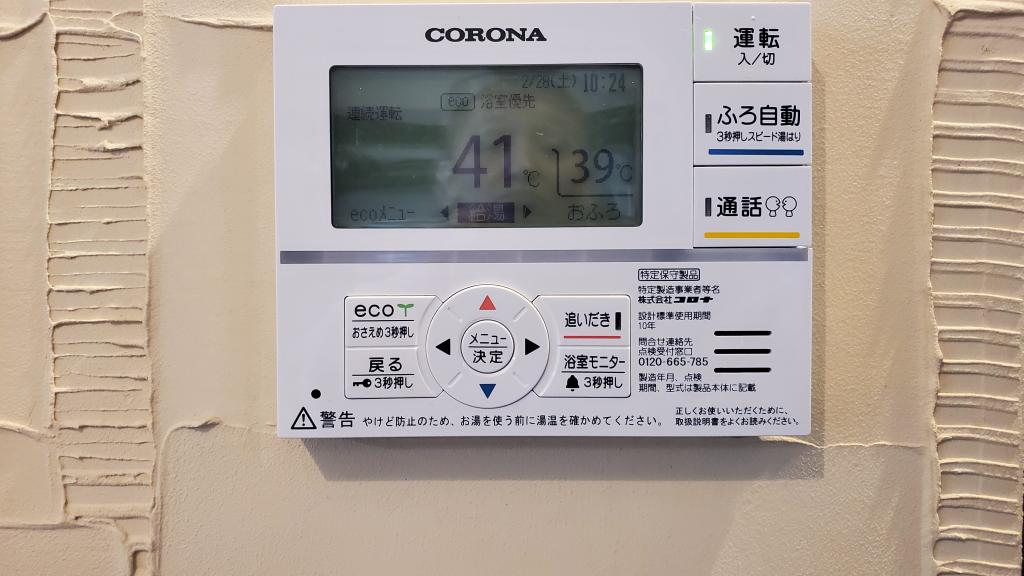 CORONA
2/28(土) 10:24
eco 浴室優先
連続運転
41℃ 39℃
ecoメニュー ◀ 給湯 ▶ おふろ
運転
入/切
ふろ自動
3秒押しスピード湯はり
通話
eco
おさえめ3秒押し
戻る
3秒押し
メニュー
決定
追いだき
浴室モニター
3秒押し
特定保守製品
特定製造事業者等名
株式会社コロナ
設計標準使用期間
10年
問合せ連絡先
点検受付窓口
0120-665-785
製造年月、点検
期間、型式は製品本体に記載
警告 やけど防止のため、お湯を使う前に湯温を確かめてください。
正しくお使いいただくために、
取扱説明書をよくお読みください。